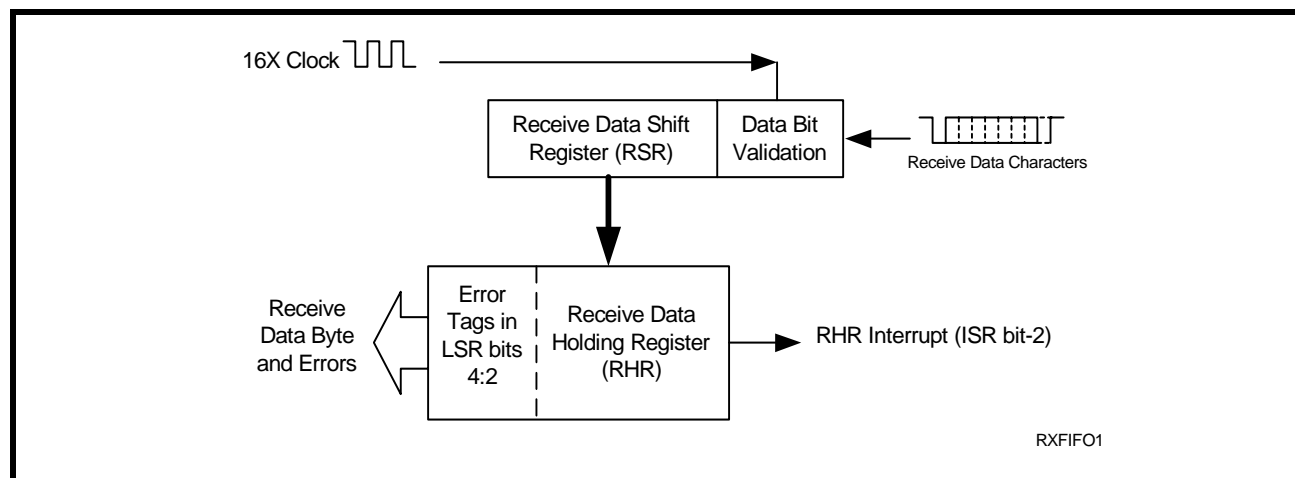 16X Clock
Receive Data Shift
Register (RSR)
Data Bit
Validation
Receive Data Characters
Receive
Data Byte
and Errors
Error
Tags in
LSR bits
4:2
Receive Data
Holding Register
(RHR)
RHR Interrupt (ISR bit-2)
RXFIFO1